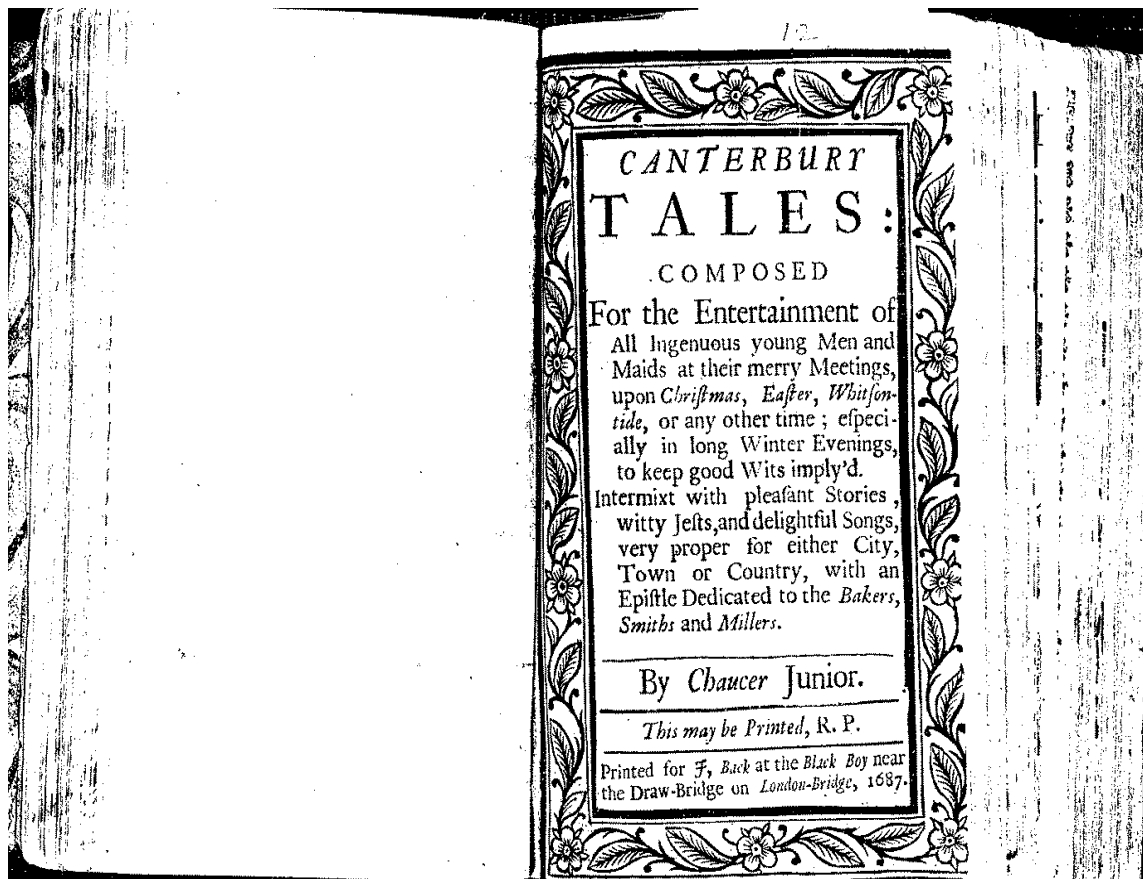 12
CANTERBURY
TALES:
COMPOSED
For the Entertainment of
All Ingenuous young Men and
Maids at their merry Meetings,
upon Chriſtmas, Eaſter, Whitſon-
tide, or any other time; eſpeci-
ally in long Winter Evenings,
to keep good Wits imply'd.
Intermixt with pleaſant Stories,
witty Jeſts, and delightful Songs,
very proper for either City,
Town or Country, with an
Epiſtle Dedicated to the Bakers,
Smiths and Millers.
By Chaucer Junior.
This may be Printed, R. P.
Printed for J, Back at the Black Boy near
the Draw-Bridge on London-Bridge, 1687.